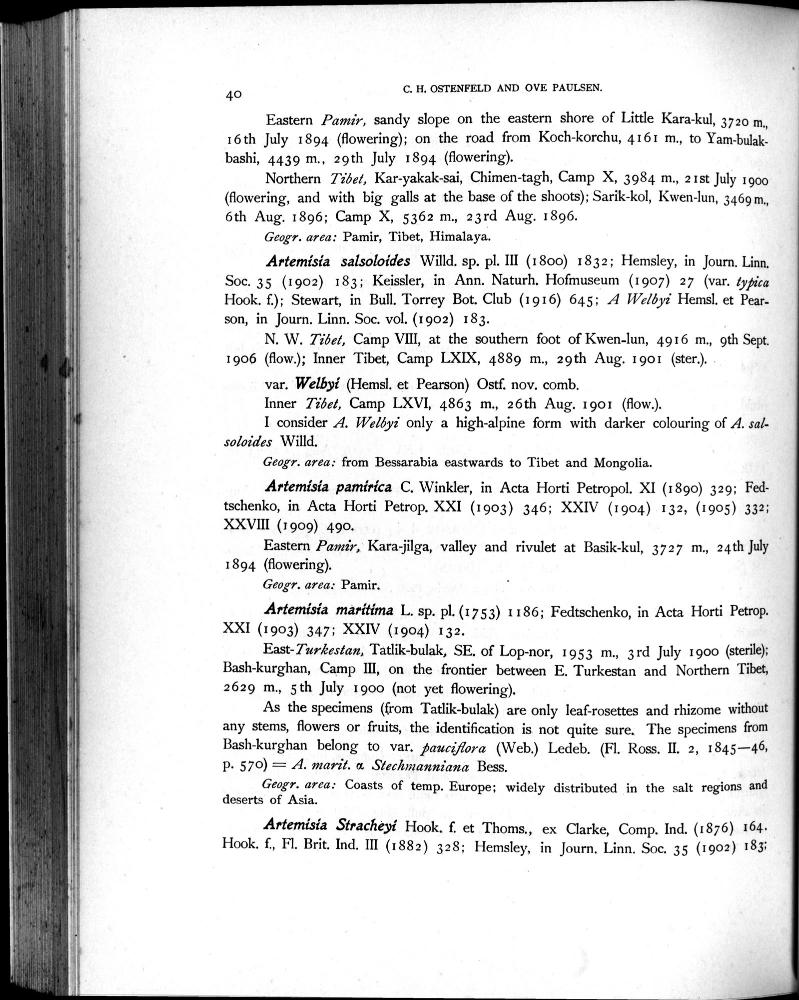 40
C. H. OSTENFELD AND OVE PAULSEN.
Eastern Pamir, sandy slope on the eastern shore of Little Kara-kul, 3720 m.,
16th July 1894 (flowering); on the road from Koch-korchu, 4161 m., to Yam-bulak-
bashi, 4439 m., 29th July 1894 (flowering).
Northern Tibet, Kar-yakak-sai, Chimen-tagh, Camp X, 3984 m., 21st July 1900
(flowering, and with big galls at the base of the shoots); Sarik-kol, Kwen-lun, 3469 m.,
6th Aug. 1896; Camp X, 5362 m., 23rd Aug. 1896.
Geogr. area: Pamir, Tibet, Himalaya.
Artemisia salsoloides Willd. sp. pl. III (1800) 1832; Hemsley, in Journ. Linn.
Soc. 35 (1902) 183; Keissler, in Ann. Naturh. Hofmuseum (1907) 27 (var. typica
Hook. f.); Stewart, in Bull. Torrey Bot. Club (1916) 645; A Welbyi Hemsl. et Pear-
son, in Journ. Linn. Soc. vol. (1902) 183.
N. W. Tibet, Camp VIII, at the southern foot of Kwen-lun, 4916 m., 9th Sept.
1906 (flow.); Inner Tibet, Camp LXIX, 4889 m., 29th Aug. 1901 (ster.).
var. Welbyi (Hemsl. et Pearson) Ostf. nov. comb.
Inner Tibet, Camp LXVI, 4863 m., 26th Aug. 1901 (flow.).
I consider A. Welbyi only a high-alpine form with darker colouring of A. sal-
soloides Willd.
Geogr. area: from Bessarabia eastwards to Tibet and Mongolia.
Artemisia pamirica C. Winkler, in Acta Horti Petropol. XI (1890) 329; Fed-
tschenko, in Acta Horti Petrop. XXI (1903) 346; XXIV (1904) 132, (1905) 332;
XXVIII (1909) 490.
Eastern Pamir, Kara-jilga, valley and rivulet at Basik-kul, 3727 m., 24th July
1894 (flowering).
Geogr. area: Pamir.
Artemisia maritima L. sp. pl. (1753) 1186; Fedtschenko, in Acta Horti Petrop.
XXI (1903) 347; XXIV (1904) 132.
East-Turkestan, Tatlik-bulak, SE. of Lop-nor, 1953 m., 3rd July 1900 (sterile);
Bash-kurghan, Camp III, on the frontier between E. Turkestan and Northern Tibet,
2629 m., 5th July 1900 (not yet flowering).
As the specimens (from Tatlik-bulak) are only leaf-rosettes and rhizome without
any stems, flowers or fruits, the identification is not quite sure. The specimens from
Bash-kurghan belong to var. pauciflora (Web.) Ledeb. (Fl. Ross. II. 2, 1845—46,
p. 570) = A. marit. α Stechmanniana Bess.
Geogr. area: Coasts of temp. Europe; widely distributed in the salt regions and
deserts of Asia.
Artemisia Stracheyi Hook. f. et Thoms., ex Clarke, Comp. Ind. (1876) 164.
Hook. f., Fl. Brit. Ind. III (1882) 328; Hemsley, in Journ. Linn. Soc. 35 (1902) 183;